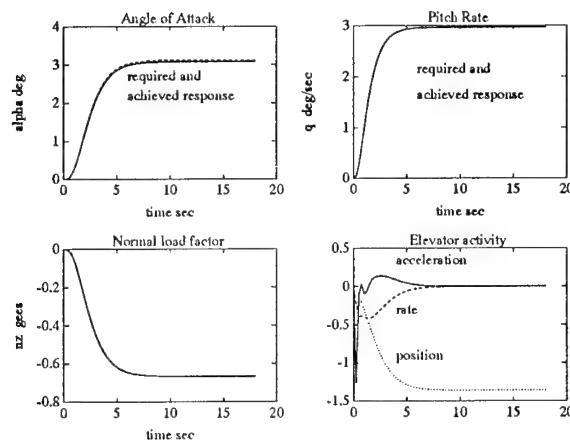 Angle of Attack
4
3
2
1
0
alpha deg
required and
achieved response
0 5 10 15 20
time sec
Pitch Rate
3
2
1
0
q deg/sec
required and
achieved response
0 5 10 15 20
time sec
Normal load factor
0
-0.2
-0.4
-0.6
-0.8
nz gees
0 5 10 15 20
time sec
Elevator activity
0.5
0
-0.5
-1
-1.5
acceleration
rate
position
0 5 10 15 20
time sec